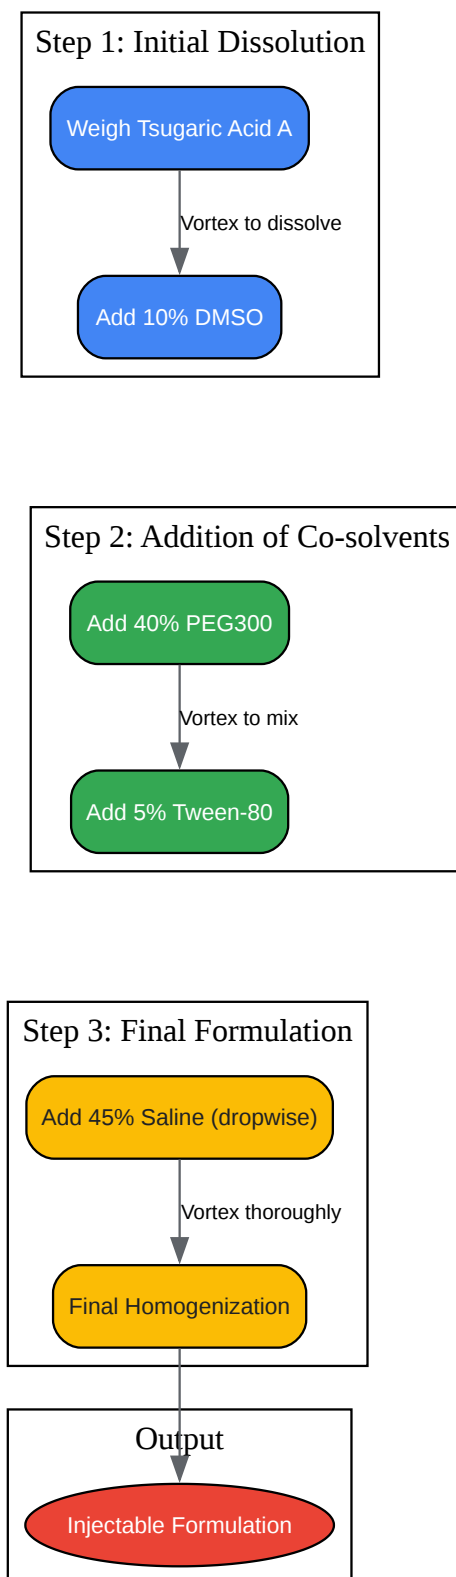 Step 1: Initial Dissolution
Weigh Tsugaric Acid A
Vortex to dissolve
Add 10% DMSO
Step 2: Addition of Co-solvents
Add 40% PEG300
Vortex to mix
Add 5% Tween-80
Step 3: Final Formulation
Add 45% Saline (dropwise)
Vortex thoroughly
Final Homogenization
Output
Injectable Formulation